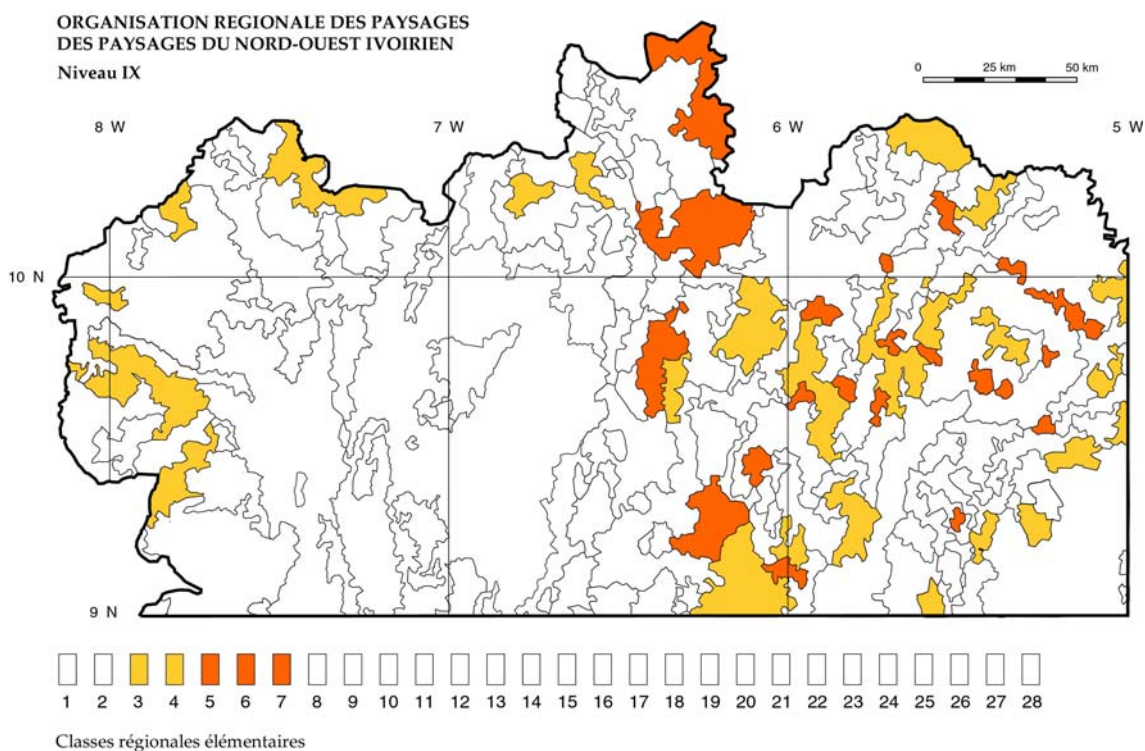 ORGANISATION REGIONALE DES PAYSAGES
DES PAYSAGES DU NORD-OUEST IVOIRIEN
Niveau IX
0 25 km 50 km
8 W 7 W 6 W 5 W
10 N
9 N
1 2 3 4 5 6 7 8 9 10 11 12 13 14 15 16 17 18 19 20 21 22 23 24 25 26 27 28
Classes régionales élémentaires